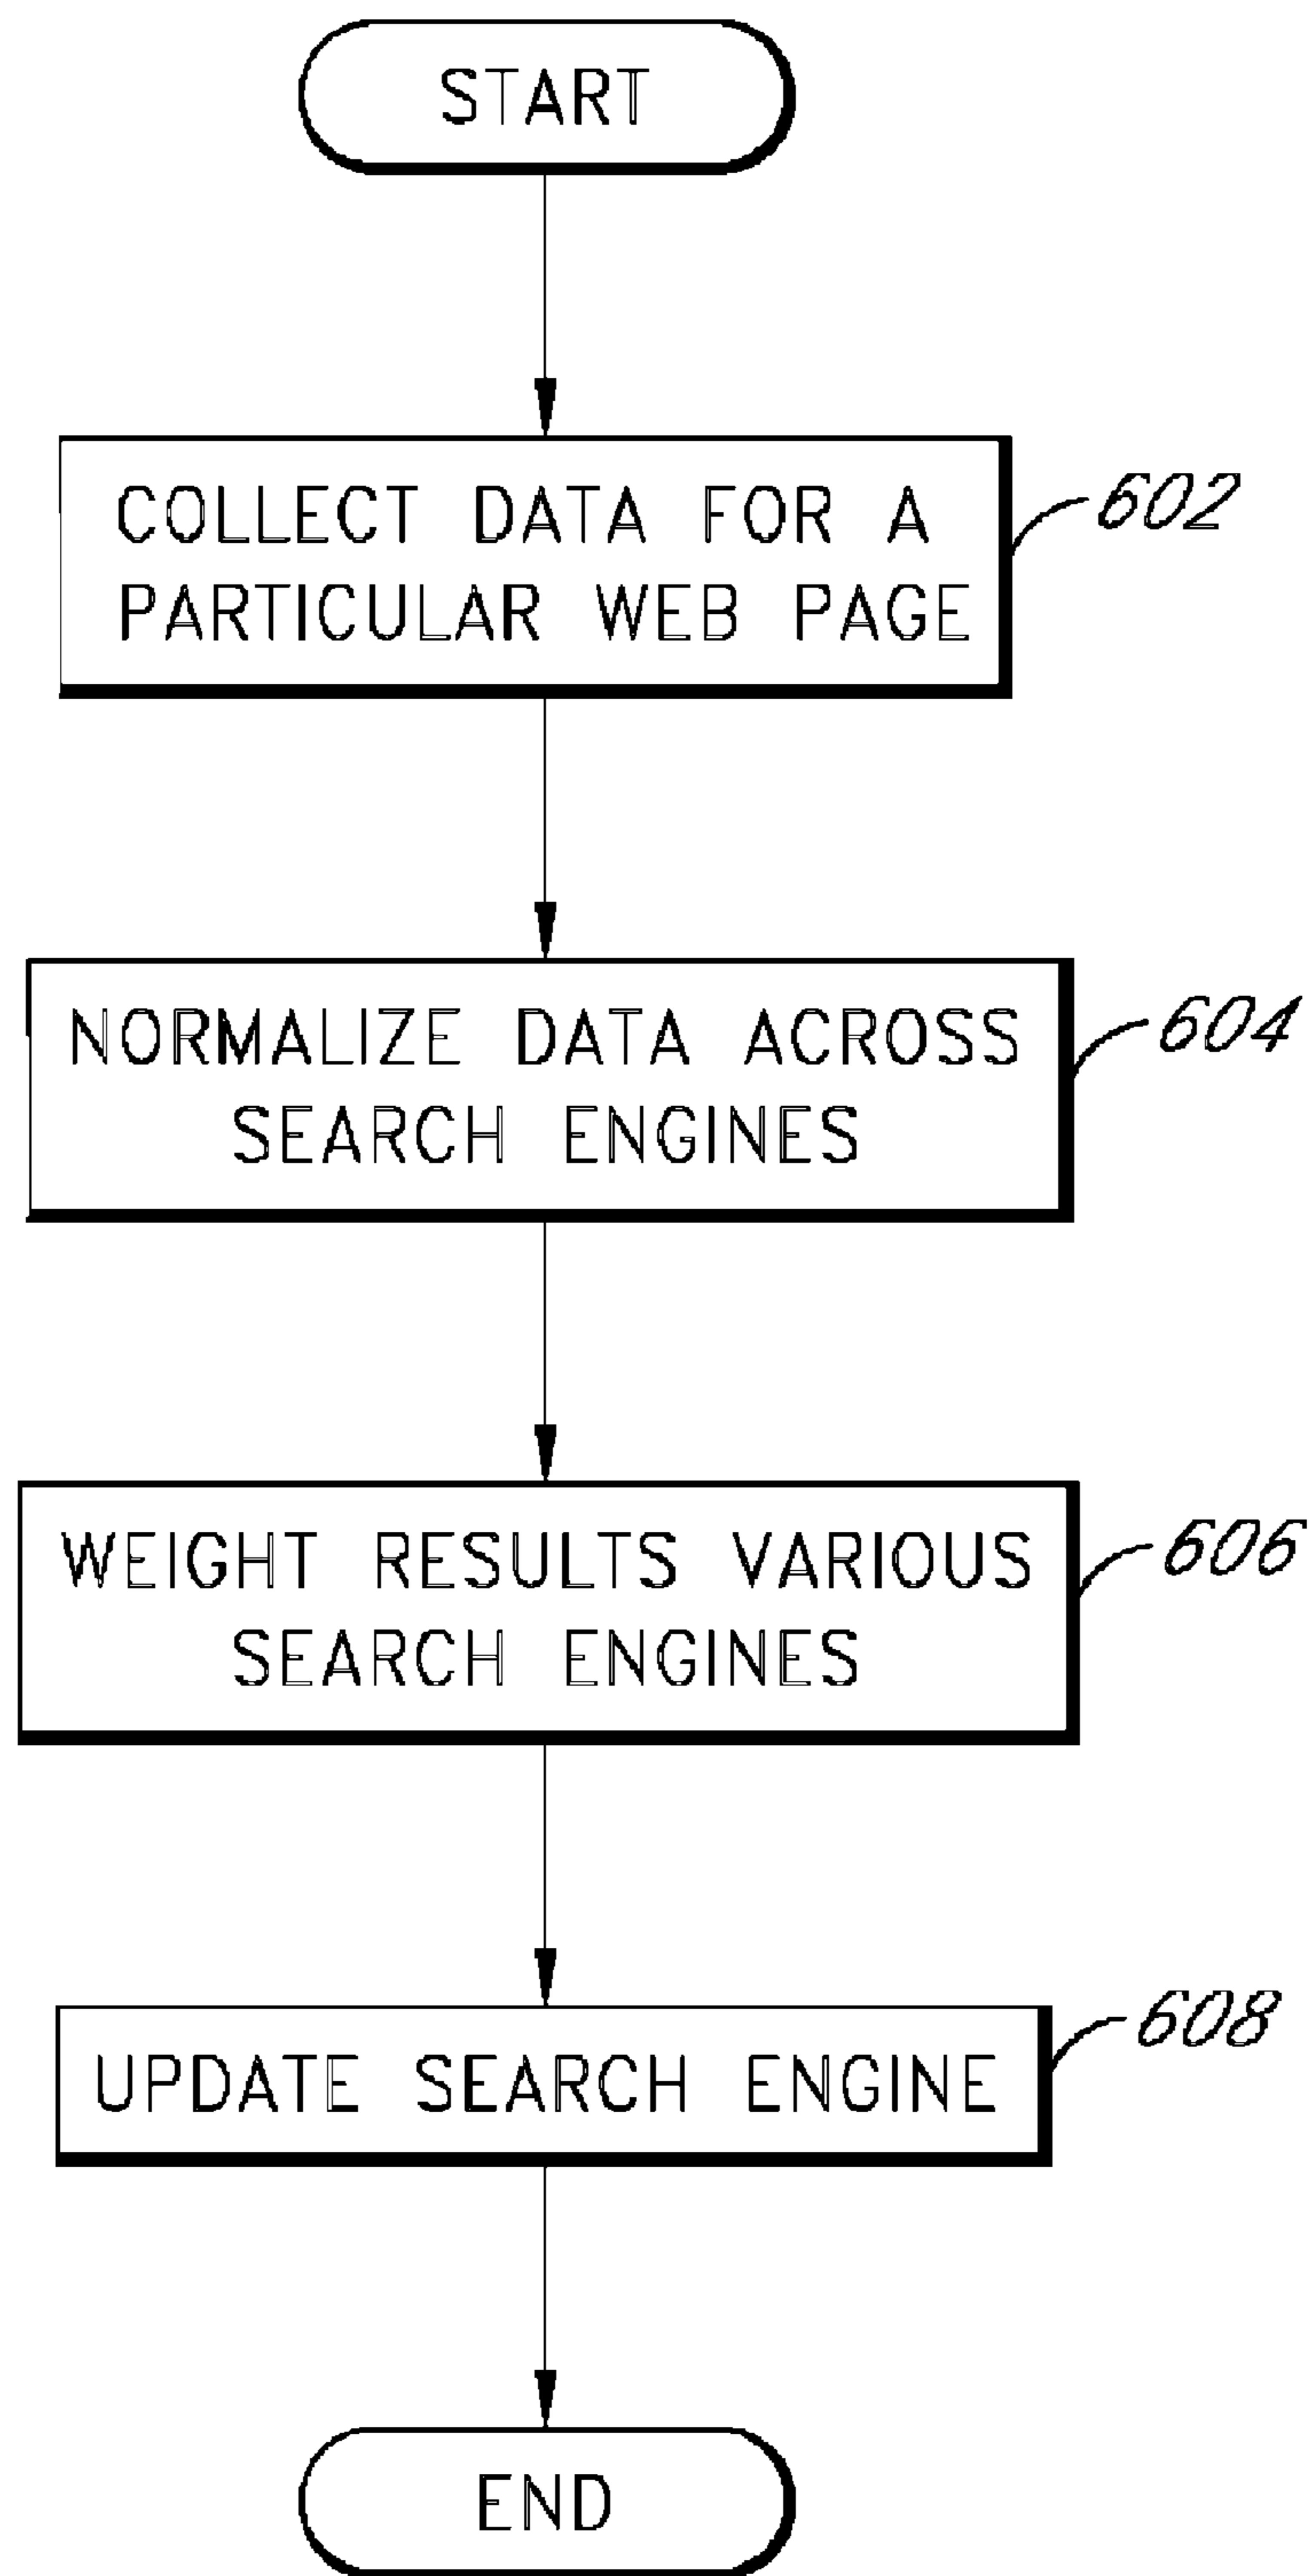 START
COLLECT DATA FOR A
PARTICULAR WEB PAGE
602
NORMALIZE DATA ACROSS
SEARCH ENGINES
604
WEIGHT RESULTS VARIOUS
SEARCH ENGINES
606
UPDATE SEARCH ENGINE
608
END